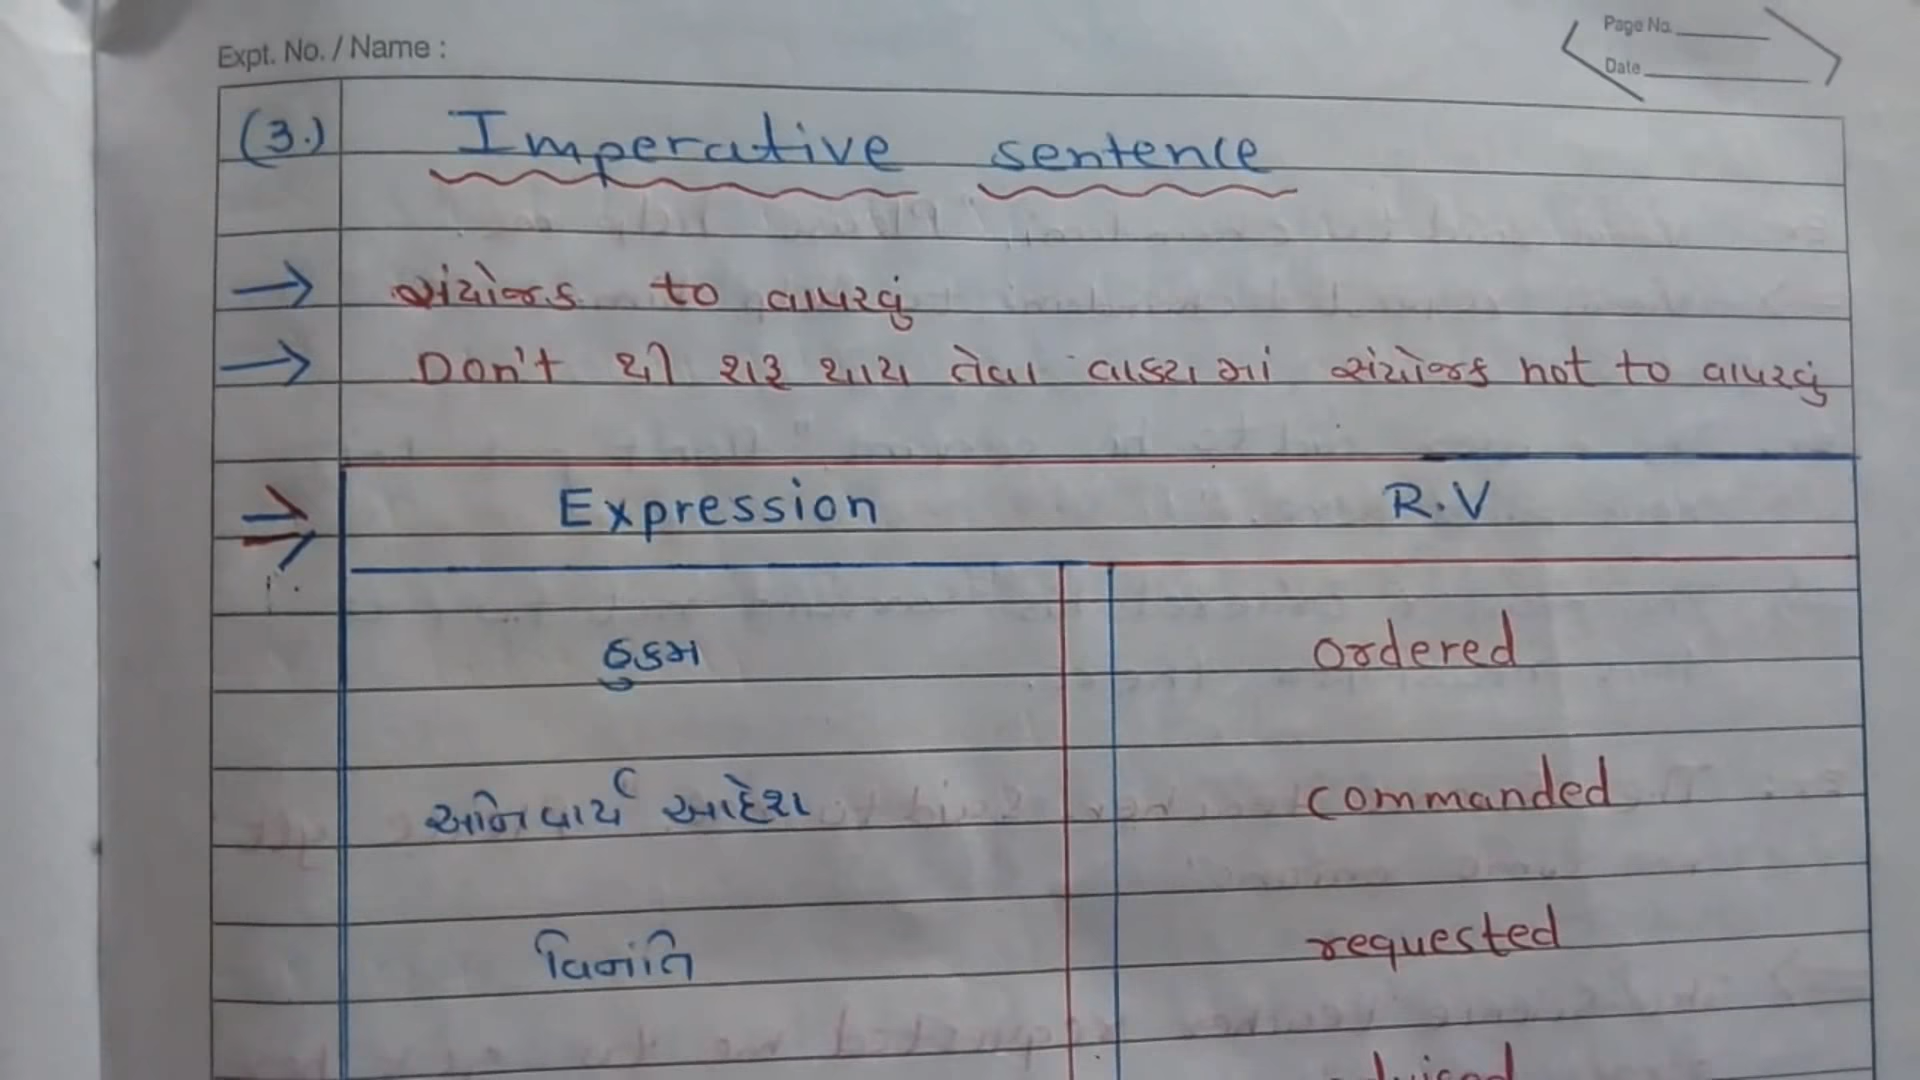 Expt. No. / Name :
Page No.
Date
(3.) Imperative sentence
→ સંયોજક to વાપરવું
→ Don't થી શરૂ થાય તેવા વાક્યમાં સંયોજક not to વાપરવું
Expression R.V
હુકમ ordered
અનિવાર્ય આદેશ commanded
વિનંતિ requested